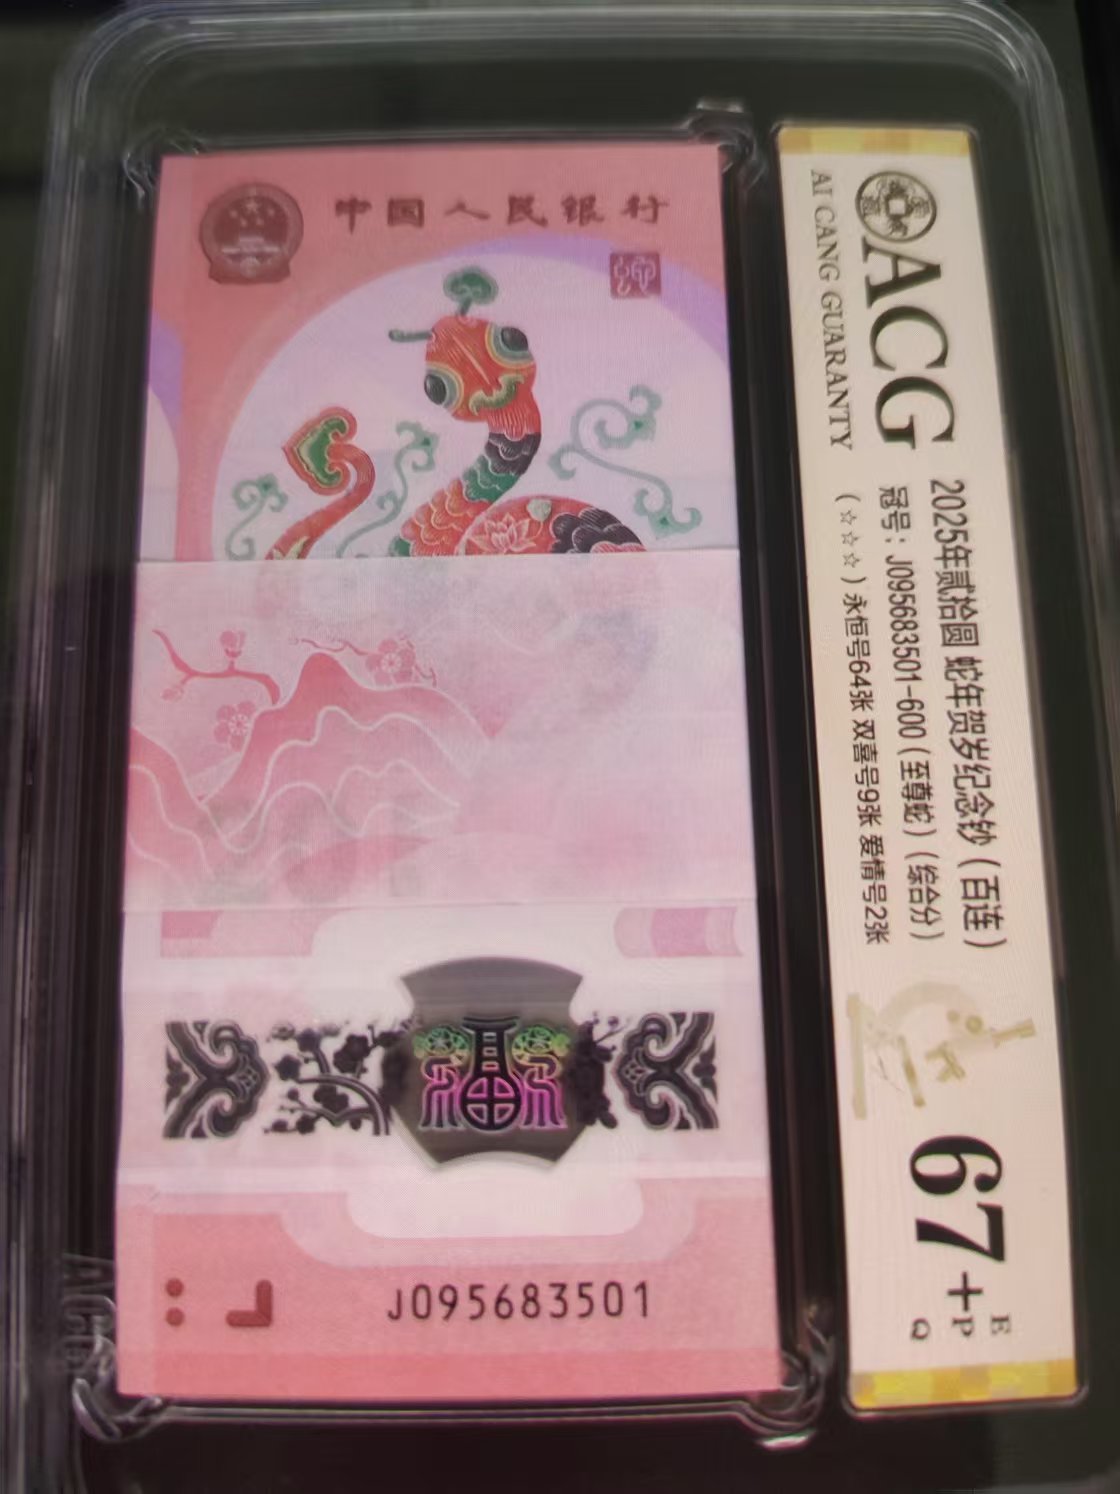 中国人民银行
J095683501
ACG
AI CANG GUARANTY
2025年贰拾圆 蛇年贺岁纪念钞(百连)
冠号:J095683501-600(至尊蛇)(综合分)
(☆☆☆)永恒号64张 双喜号9张 爱情号2张
67+
E
P
Q